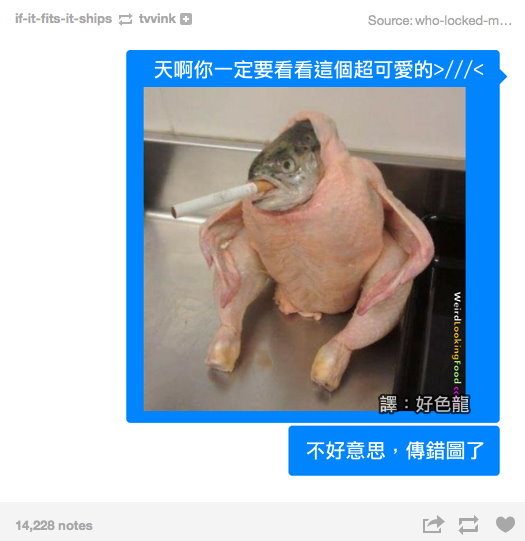 if-it-fits-it-ships tvvink
Source: who-locked-m…
天啊你一定要看看這個超可愛的>///<
WeirdLookingFood.co
譯：好色龍
不好意思，傳錯圖了
14,228 notes